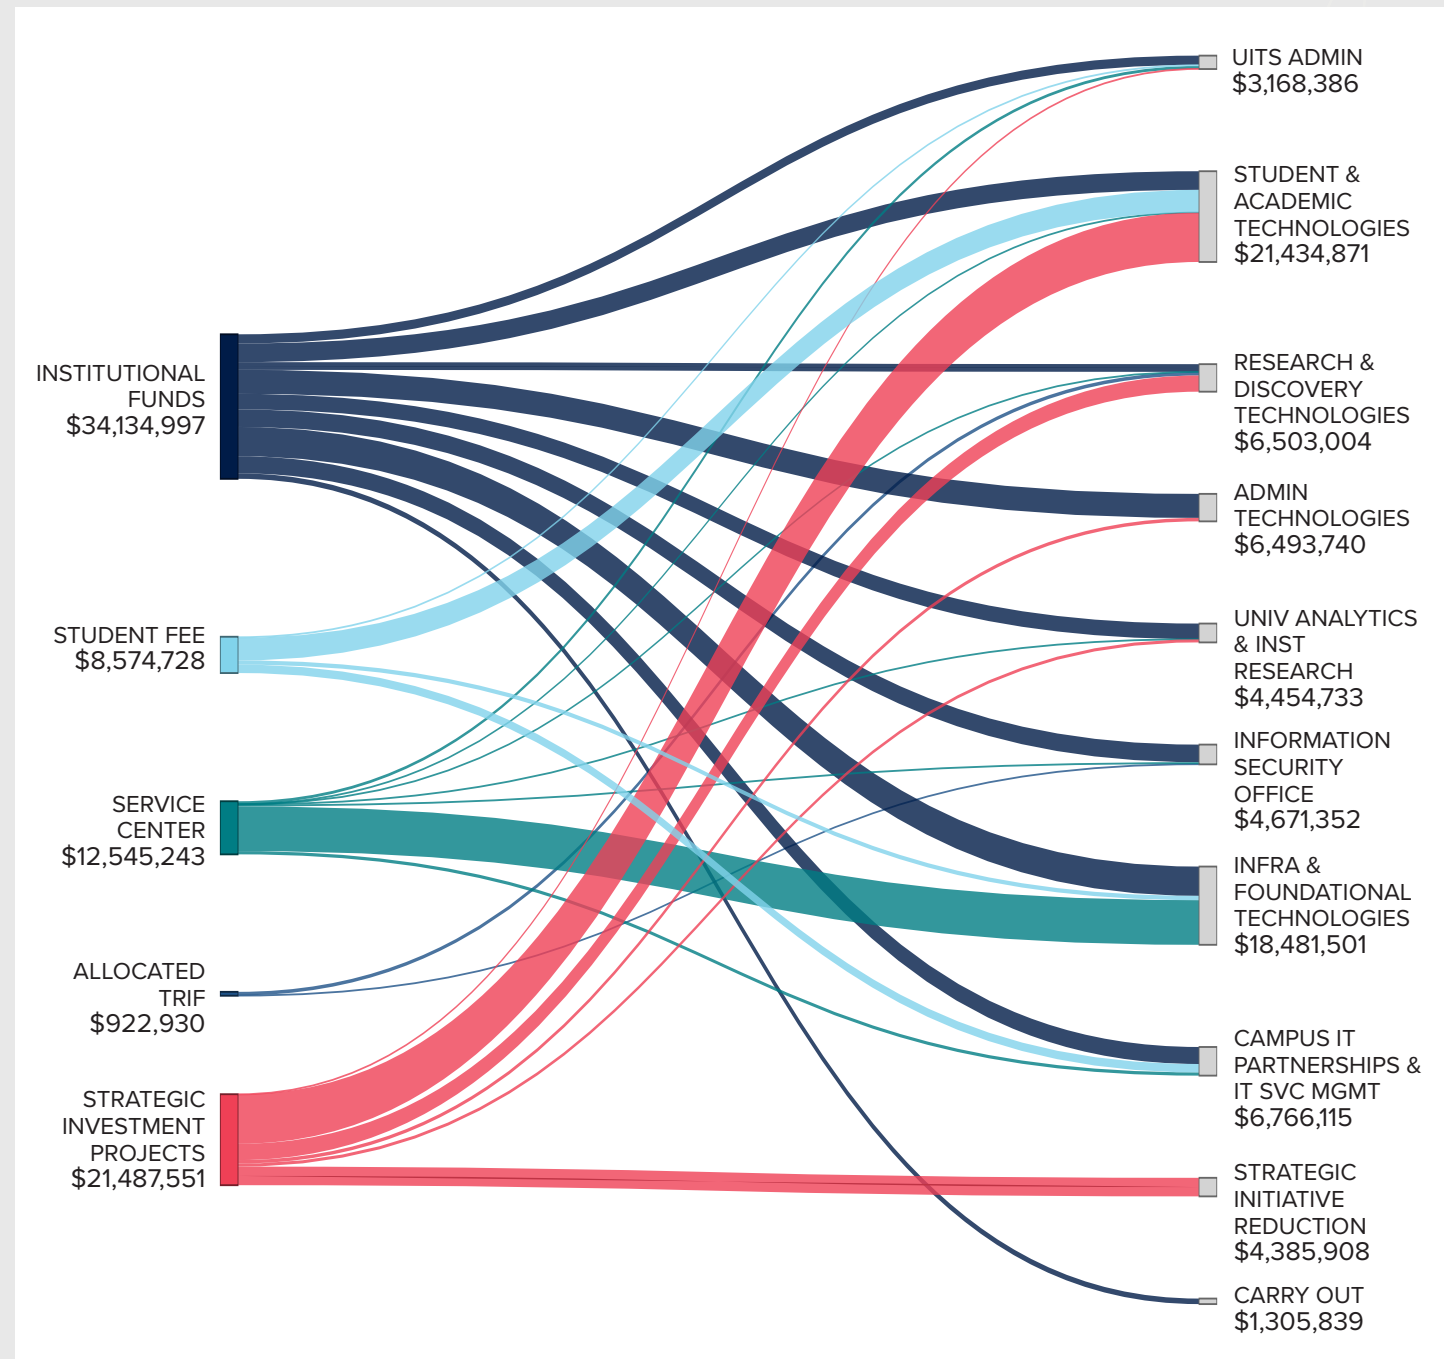 INSTITUTIONAL
FUNDS
$34,134,997
STUDENT FEE
$8,574,728
SERVICE
CENTER
$12,545,243
ALLOCATED
TRIF
$922,930
STRATEGIC
INVESTMENT
PROJECTS
$21,487,551
UITS ADMIN
$3,168,386
STUDENT &
ACADEMIC
TECHNOLOGIES
$21,434,871
RESEARCH &
DISCOVERY
TECHNOLOGIES
$6,503,004
ADMIN
TECHNOLOGIES
$6,493,740
UNIV ANALYTICS
& INST
RESEARCH
$4,454,733
INFORMATION
SECURITY
OFFICE
$4,671,352
INFRA &
FOUNDATIONAL
TECHNOLOGIES
$18,481,501
CAMPUS IT
PARTNERSHIPS &
IT SVC MGMT
$6,766,115
STRATEGIC
INITIATIVE
REDUCTION
$4,385,908
CARRY OUT
$1,305,839